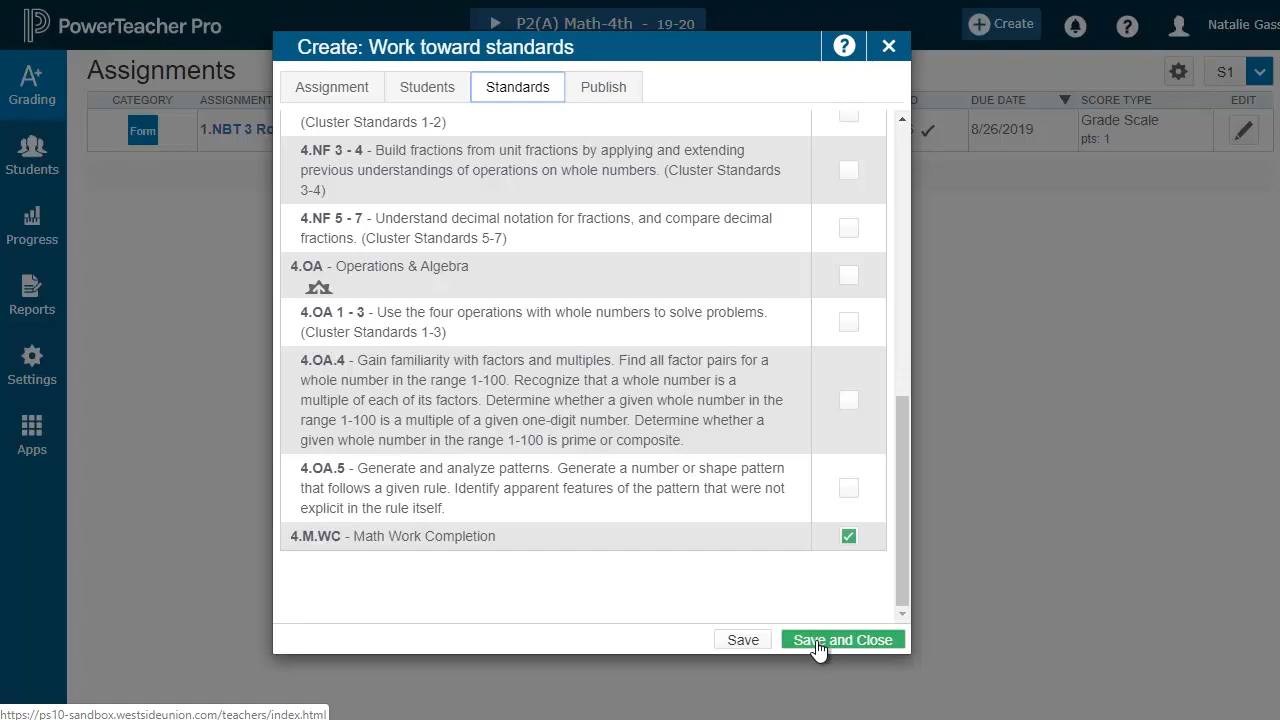 PowerTeacher Pro
P2(A) Math-4th - 19-20
Create
Natalie Gass
Create: Work toward standards
Assignments
S1
Grading
Students
Progress
Reports
Settings
Apps
CATEGORY
ASSIGNMENT
DUE DATE
SCORE TYPE
EDIT
Form
1.NBT 3 Ro
8/26/2019
Grade Scale
pts: 1
Assignment
Students
Standards
Publish
(Cluster Standards 1-2)
4.NF 3 - 4 - Build fractions from unit fractions by applying and extending
previous understandings of operations on whole numbers. (Cluster Standards
3-4)
4.NF 5 - 7 - Understand decimal notation for fractions, and compare decimal
fractions. (Cluster Standards 5-7)
4.OA - Operations & Algebra
4.OA 1 - 3 - Use the four operations with whole numbers to solve problems.
(Cluster Standards 1-3)
4.OA.4 - Gain familiarity with factors and multiples. Find all factor pairs for a
whole number in the range 1-100. Recognize that a whole number is a
multiple of each of its factors. Determine whether a given whole number in the
range 1-100 is a multiple of a given one-digit number. Determine whether a
given whole number in the range 1-100 is prime or composite.
4.OA.5 - Generate and analyze patterns. Generate a number or shape pattern
that follows a given rule. Identify apparent features of the pattern that were not
explicit in the rule itself.
4.M.WC - Math Work Completion
Save
Save and Close
https://ps10-sandbox.westsideunion.com/teachers/index.html